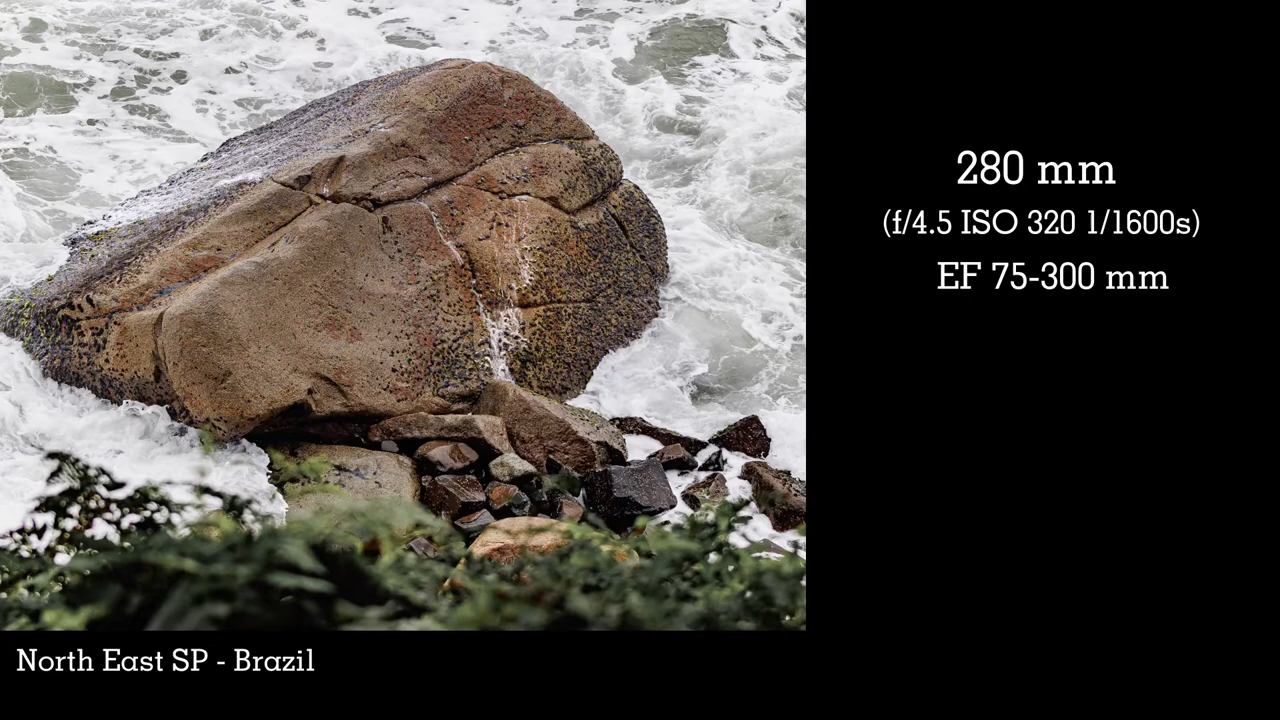 280 mm
(f/4.5 ISO 320 1/1600s)
EF 75-300 mm
North East SP - Brazil